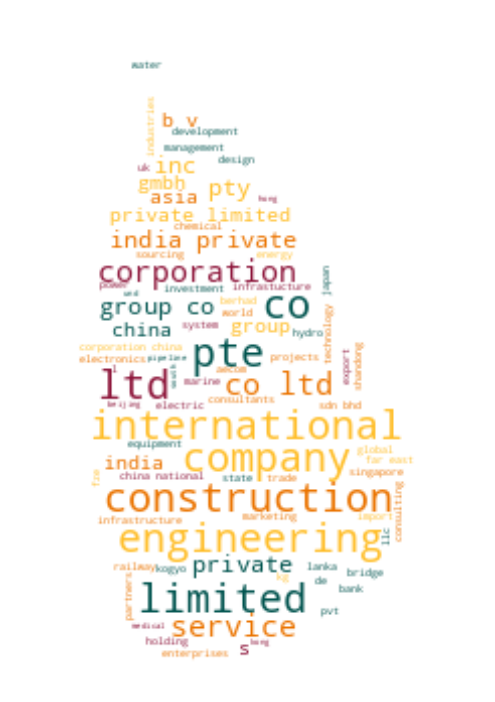 water
industries
b v
development
management
design
uk inc
gmbh pty
asia hong
private limited
chemical
india private
sourcing energy
corporation
power investment infrastucture japan
and
group co berhad co
world
china system group hydro
technology
corporation china
pte
electronics pipeline projects
export shandong
l south aecom
ltd marine co ltd
consultants
beijing electric sdn bhd
international
equipment
company global
far east
india
china national state trade singapore
fze
construction
consulting
infrastructure marketing import
engineering
llc
railway kogyo private lanka bridge
kg de
partners bank
limited
pvt
medical service
holding hong
s
enterprises